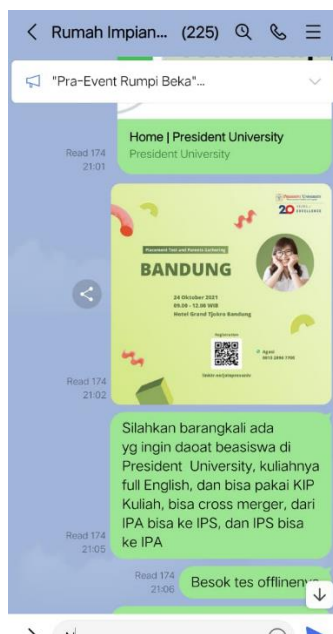 Rumah Impian... (225)
"Pra-Event Rumpi Beka"...
Home | President University
President University
Read 174
21:01
President University
20
EXCELLENCE
Placement Test and Parents Gathering
BANDUNG
24 Oktober 2021
09.00 - 12.00 WIB
Hotel Grand Tjokro Bandung
Registration
Agasi
Read 174
21:02
Silahkan barangkali ada
yg ingin daoat beasiswa di
President University, kuliahnya
full English, dan bisa pakai KIP
Kuliah, bisa cross merger, dari
IPA bisa ke IPS, dan IPS bisa
ke IPA
Read 174
21:05
Read 174
21:06
Besok tes offlinenya